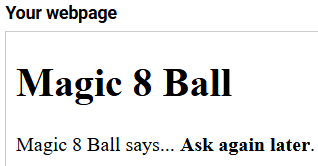 Your webpage
Magic 8 Ball
Magic 8 Ball says... Ask again later.